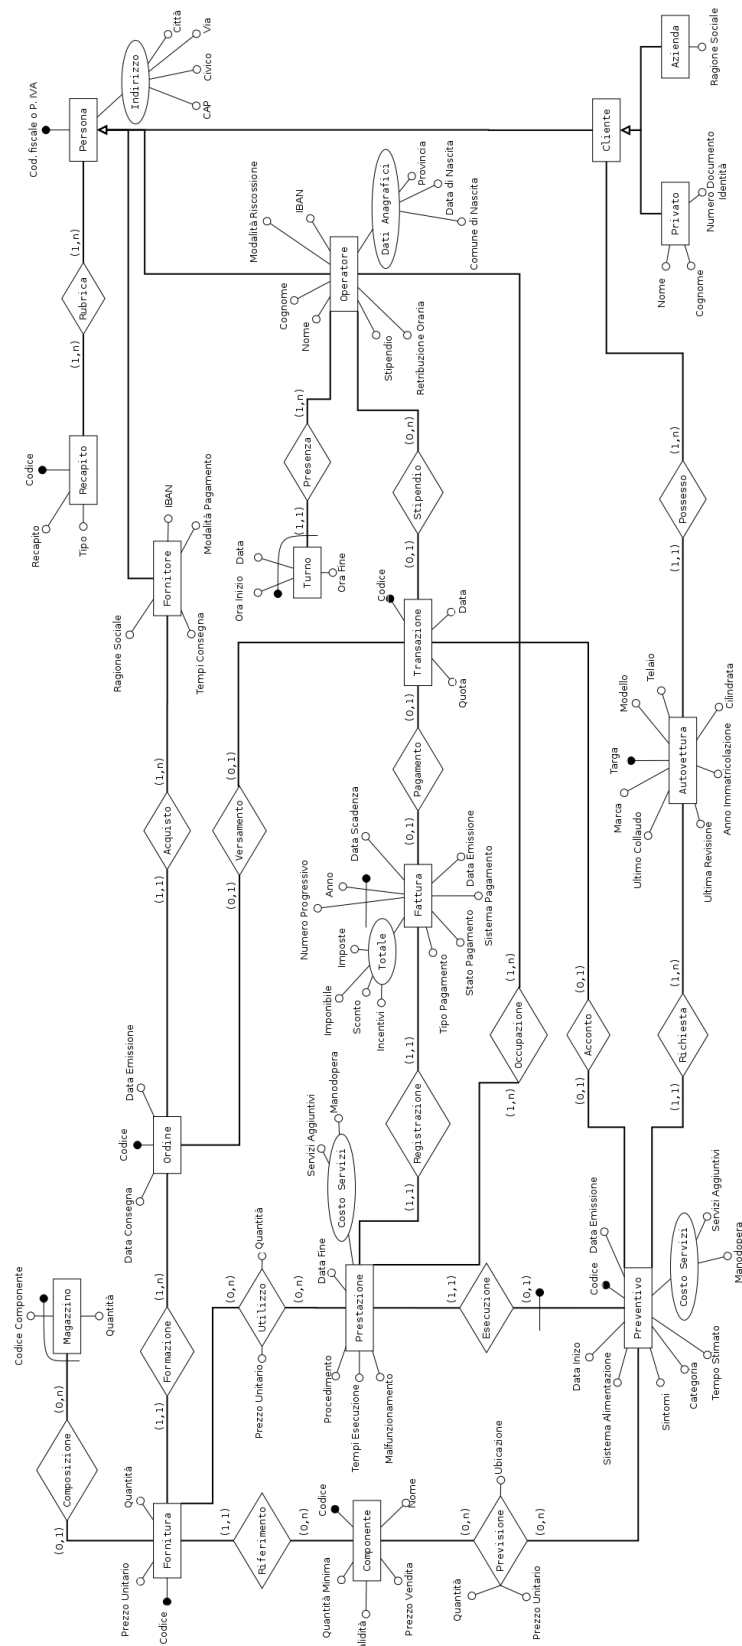 Città
Via
Civico
CAP
Indirizzo
Cod. fiscale o P. IVA
Persona
(1,n)
Rubrica
(1,n)
Codice
Recapito
Recapito
Tipo
Azienda
Ragione Sociale
Cliente
Privato
Numero Documento
Identità
Nome
Cognome
Modalità Riscossione
IBAN
Dati Anagrafici
Provincia
Data di Nascita
Comune di Nascita
Operatore
Cognome
Nome
Stipendio
Retribuzione Oraria
(1,n)
Presenza
(1,1)
Data
Ora Inizio
Turno
Ora Fine
(0,n)
Stipendio
(0,1)
IBAN
Modalità Pagamento
Fornitore
Ragione Sociale
Tempi Consegna
(1,n)
Acquisto
(1,1)
(0,1)
Versamento
(0,1)
Codice
Transazione
Data
Quota
(0,1)
Pagamento
(0,1)
(1,n)
Possesso
(1,1)
Modello
Telaio
Targa
Marca
Autovettura
Cilindrata
Anno Immatricolazione
Ultimo Collaudo
Ultima Revisione
(1,n)
Richiesta
(1,1)
Data Scadenza
Anno
Numero Progressivo
Fattura
Data Emissione
Sistema Pagamento
Stato Pagamento
Tipo Pagamento
Totale
Imposte
Imponibile
Sconto
Incentivi
(1,1)
Registrazione
(1,1)
(1,n)
Occupazione
(1,n)
(0,1)
Acconto
(0,1)
Data Emissione
Codice
Data Consegna
Ordine
(1,n)
Formazione
(1,1)
Codice Componente
Magazzino
Quantità
(0,n)
Composizione
(0,1)
Manodopera
Servizi Aggiuntivi
Costo Servizi
Data Fine
Prestazione
Procedimento
Tempi Esecuzione
Malfunzionamento
Quantità
(0,n)
Utilizzo
(0,n)
Prezzo Unitario
(1,1)
Esecuzione
(0,1)
Data Emissione
Codice
Servizi Aggiuntivi
Manodopera
Costo Servizi
Preventivo
Data Inizo
Sistema Alimentazione
Sintomi
Categoria
Tempo Stimato
Quantità
Prezzo Unitario
Fornitura
Codice
(1,1)
Riferimento
(0,n)
Codice
Nome
Componente
Quantità Minima
Prezzo Vendita
(0,n)
Previsione
(0,n)
Ubicazione
Quantità
Prezzo Unitario